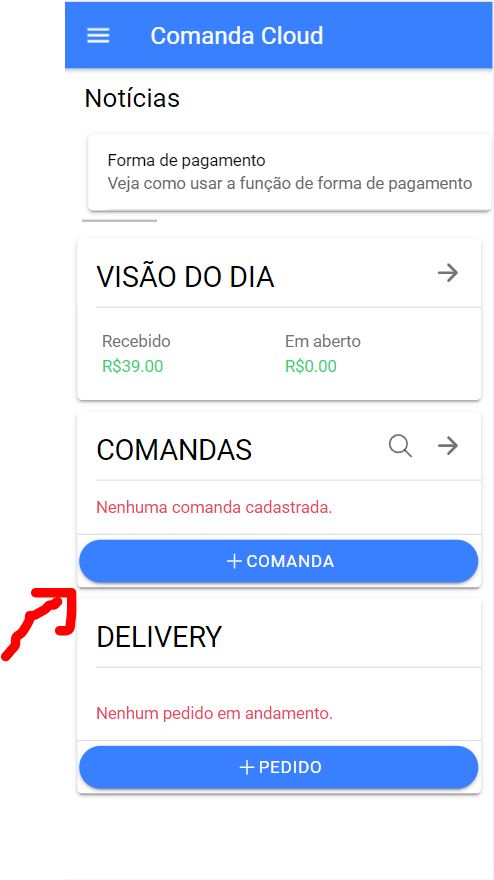 Comanda Cloud
Notícias
Forma de pagamento
Veja como usar a função de forma de pagamento
VISÃO DO DIA
Recebido Em aberto
R$39.00 R$0.00
COMANDAS
Nenhuma comanda cadastrada.
+COMANDA
DELIVERY
Nenhum pedido em andamento.
+PEDIDO